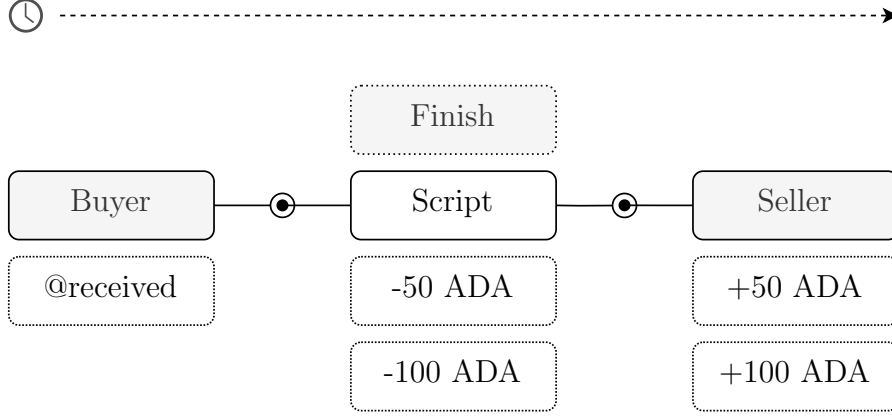 Finish
Buyer
Script
Seller
@received
-50 ADA
+50 ADA
-100 ADA
+100 ADA